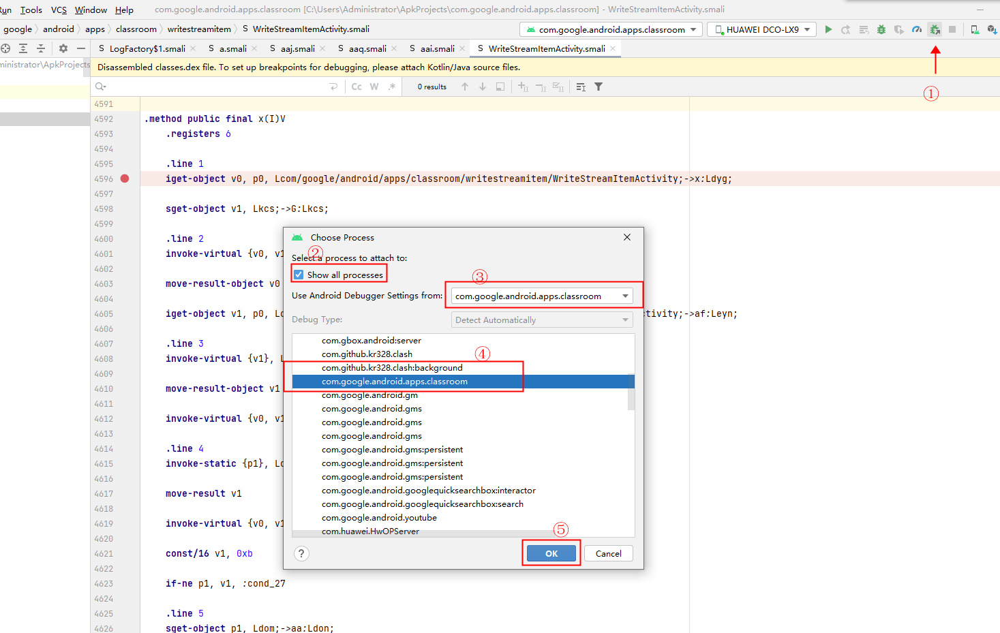 Run Tools VCS Window Help com.google.android.apps.classroom [C:\Users\Administrator\ApkProjects\com.google.android.apps.classroom] - WriteStreamItemActivity.smali
google android apps classroom writestreamitem S WriteStreamItemActivity.smali com.google.android.apps.classroom HUAWEI DCO-LX9
S LogFactory$1.smali S a.smali S aaj.smali S aaq.smali S aai.smali S WriteStreamItemActivity.smali
ministrator\ApkProjects
Disassembled classes.dex file. To set up breakpoints for debugging, please attach Kotlin/Java source files.
Cc W .* 0 results
①
4591
4592 .method public final x(I)V
4593 .registers 6
4594
4595 .line 1
4596 iget-object v0, p0, Lcom/google/android/apps/classroom/writestreamitem/WriteStreamItemActivity;->x:Ldyg;
4597
4598 sget-object v1, Lkcs;->G:Lkcs;
4599
4600 .line 2
4601 invoke-virtual {v0, v1
4602
4603 move-result-object v0
4604
4605 iget-object v1, p0, Lc ctivity;->af:Leyn;
4606
4607 .line 3
4608 invoke-virtual {v1}, L
4609
4610 move-result-object v1
4611
4612 invoke-virtual {v0, v1
4613
4614 .line 4
4615 invoke-static {p1}, Lc
4616
4617 move-result v1
4618
4619 invoke-virtual {v0, v1
4620
4621 const/16 v1, 0xb
4622
4623 if-ne p1, v1, :cond_27
4624
4625 .line 5
4626 sget-object p1, Ldom;->aa:Ldon;
Choose Process
②
Select a process to attach to:
Show all processes
③
Use Android Debugger Settings from: com.google.android.apps.classroom
Debug Type: Detect Automatically
com.gbox.android:server
com.github.kr328.clash
④
com.github.kr328.clash:background
com.google.android.apps.classroom
com.google.android.gm
com.google.android.gms
com.google.android.gms
com.google.android.gms
com.google.android.gms:persistent
com.google.android.gms:persistent
com.google.android.gms:persistent
com.google.android.googlequicksearchbox:interactor
com.google.android.googlequicksearchbox:search
com.google.android.youtube
com.huawei.HwOPServer
⑤
? OK Cancel